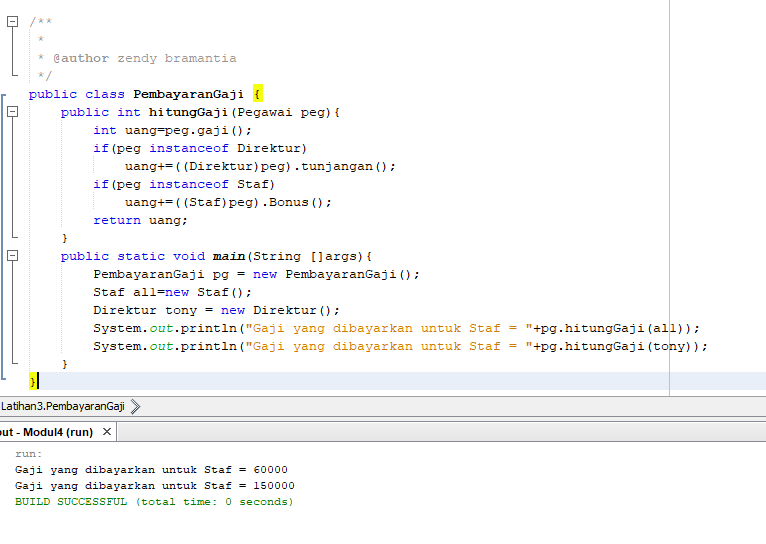 /**
 *
 * @author zendy bramantia
 */
public class PembayaranGaji {
    public int hitungGaji(Pegawai peg){
        int uang=peg.gaji();
        if(peg instanceof Direktur)
            uang+=((Direktur)peg).tunjangan();
        if(peg instanceof Staf)
            uang+=((Staf)peg).Bonus();
        return uang;
    }
    public static void main(String []args){
        PembayaranGaji pg = new PembayaranGaji();
        Staf all=new Staf();
        Direktur tony = new Direktur();
        System.out.println("Gaji yang dibayarkan untuk Staf = "+pg.hitungGaji(all));
        System.out.println("Gaji yang dibayarkan untuk Staf = "+pg.hitungGaji(tony));
    }
}
Latihan3.PembayaranGaji
out - Modul4 (run) ×
run:
Gaji yang dibayarkan untuk Staf = 60000
Gaji yang dibayarkan untuk Staf = 150000
BUILD SUCCESSFUL (total time: 0 seconds)